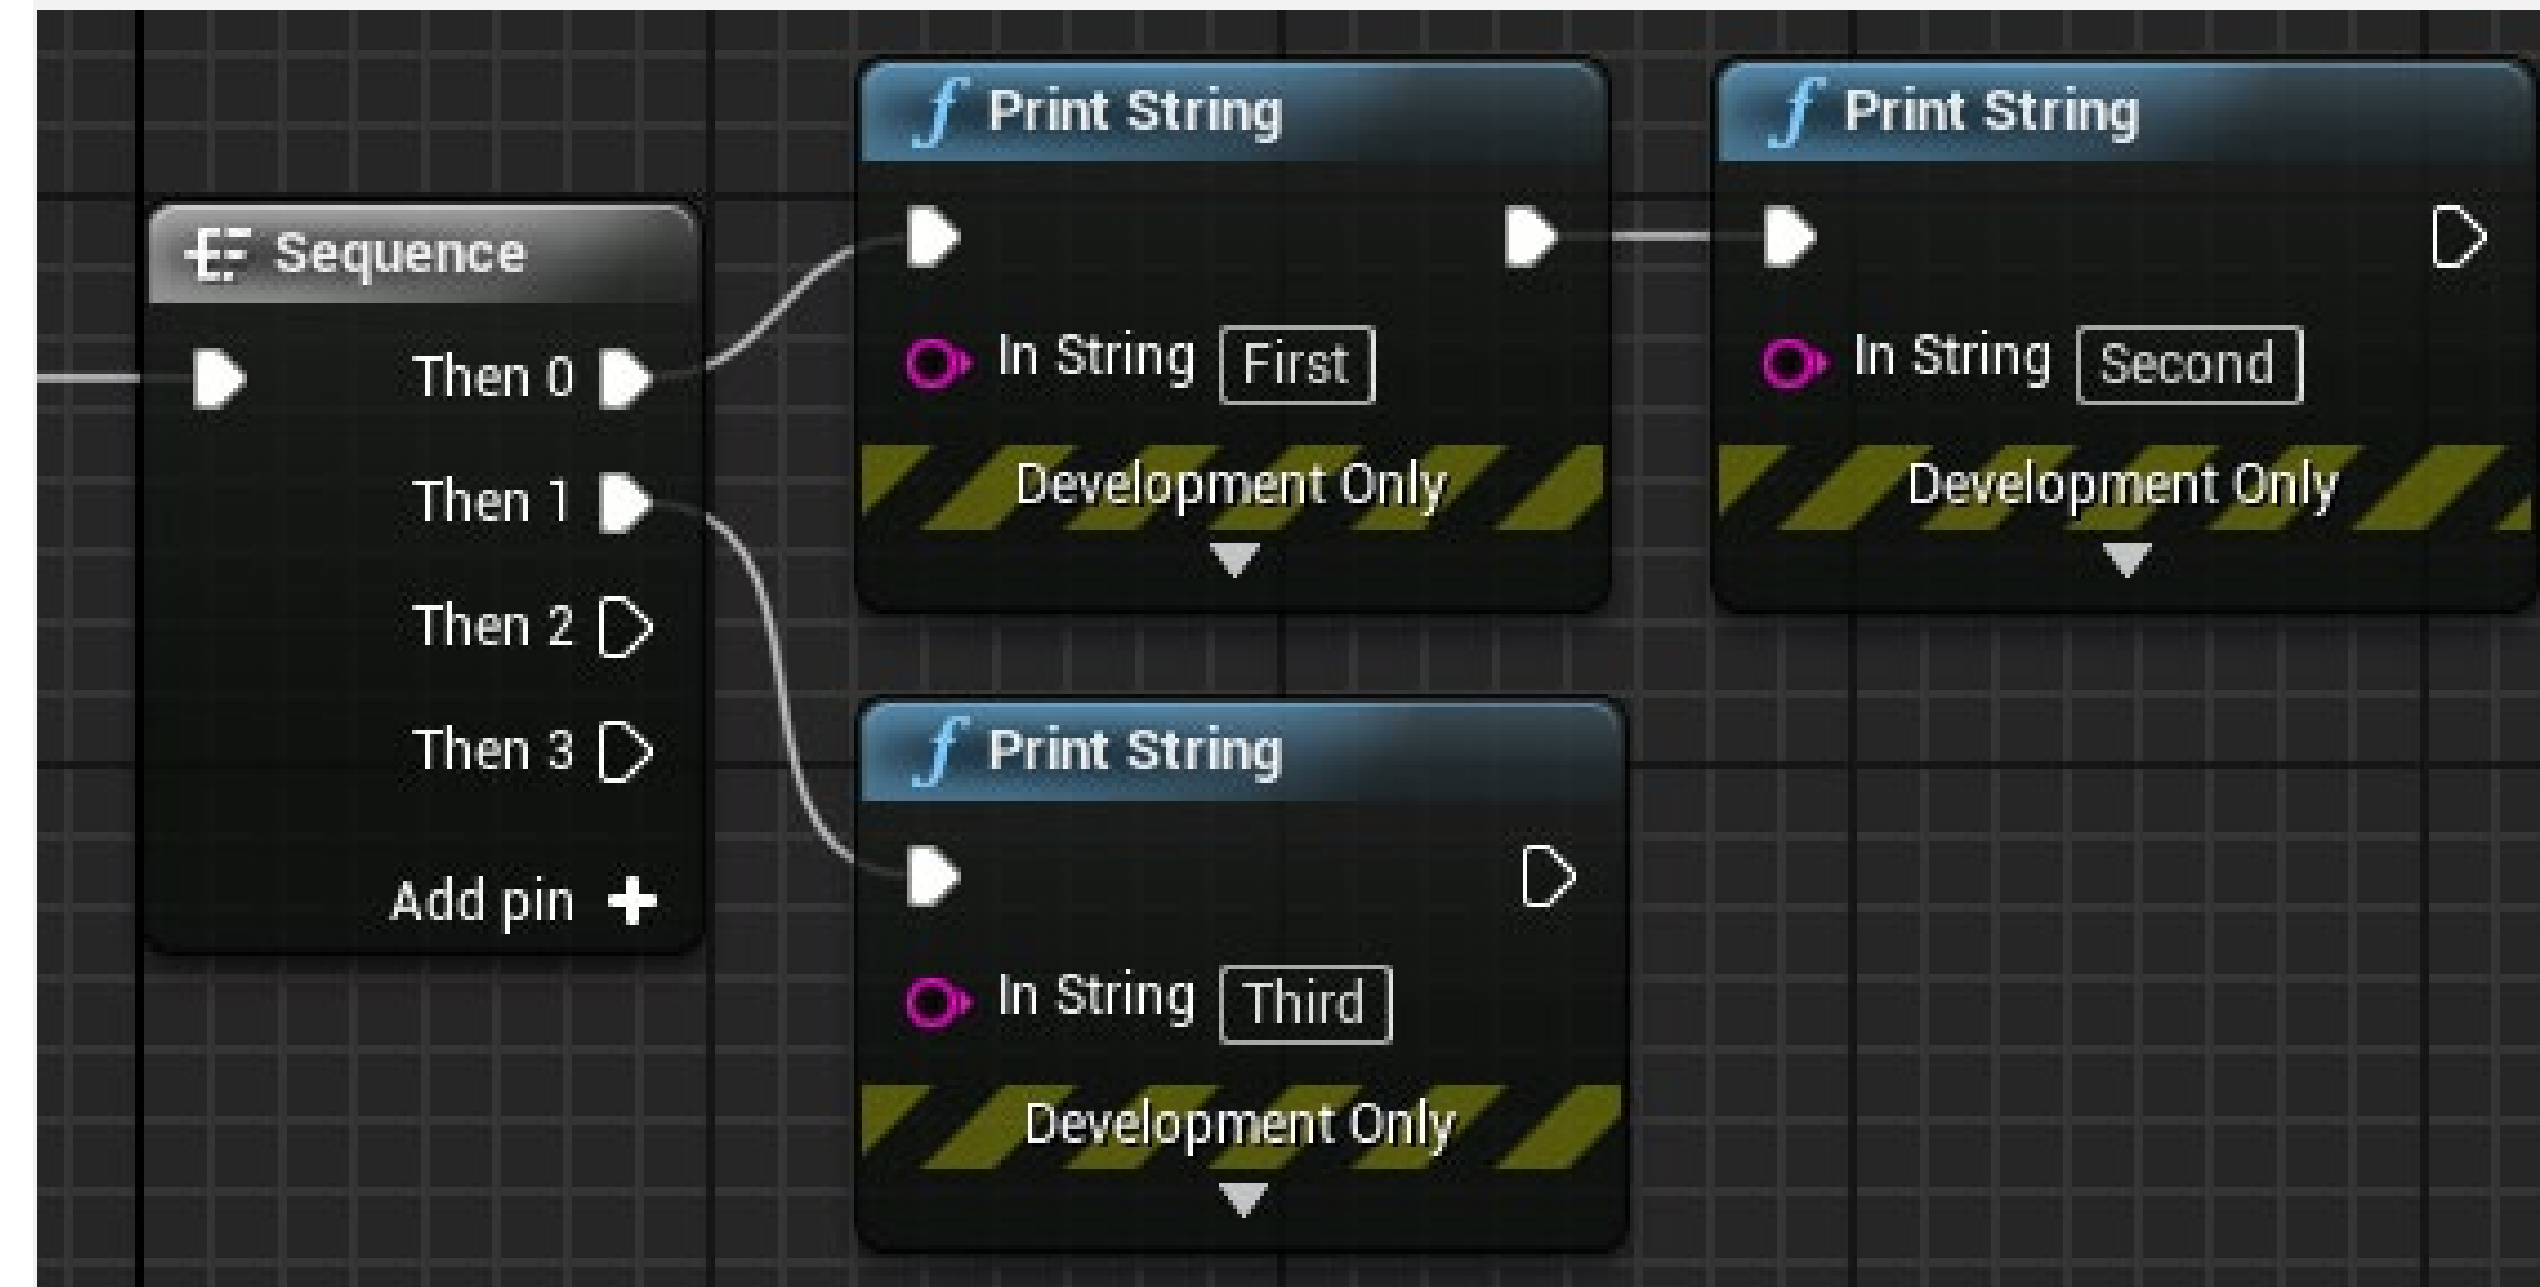 Sequence
Then 0
Then 1
Then 2
Then 3
Add pin
Print String
In String First
Development Only
Print String
In String Second
Development Only
Print String
In String Third
Development Only